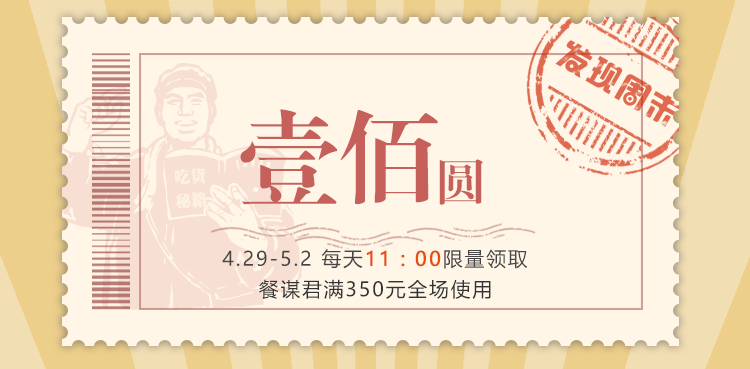 发现周末
吃货
秘籍
壹佰圆
4.29-5.2 每天11：00限量领取
餐谋君满350元全场使用